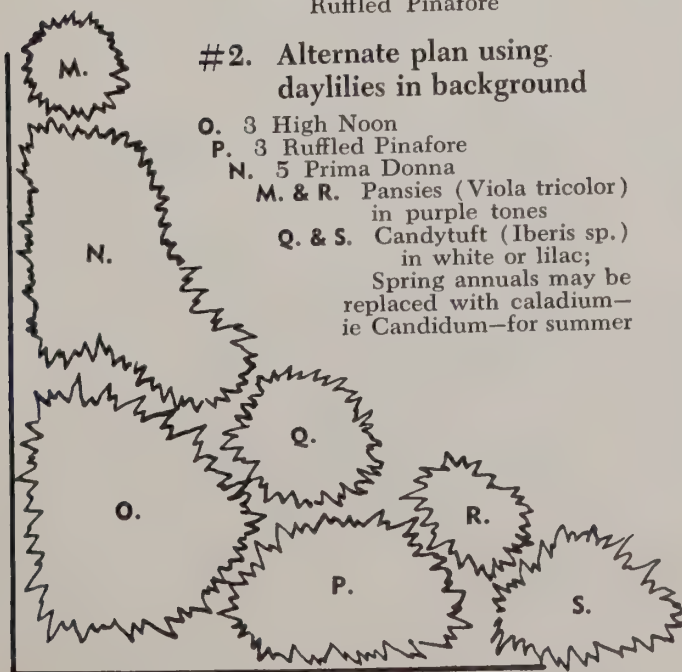 Ruffled Pinafore
#2. Alternate plan using
daylilies in background
O. 3 High Noon
P. 3 Ruffled Pinafore
N. 5 Prima Donna
M. & R. Pansies (Viola tricolor)
in purple tones
Q. & S. Candytuft (Iberis sp.)
in white or lilac;
Spring annuals may be
replaced with caladium—
ie Candidum—for summer
M.
N.
Q.
O.
R.
P.
S.